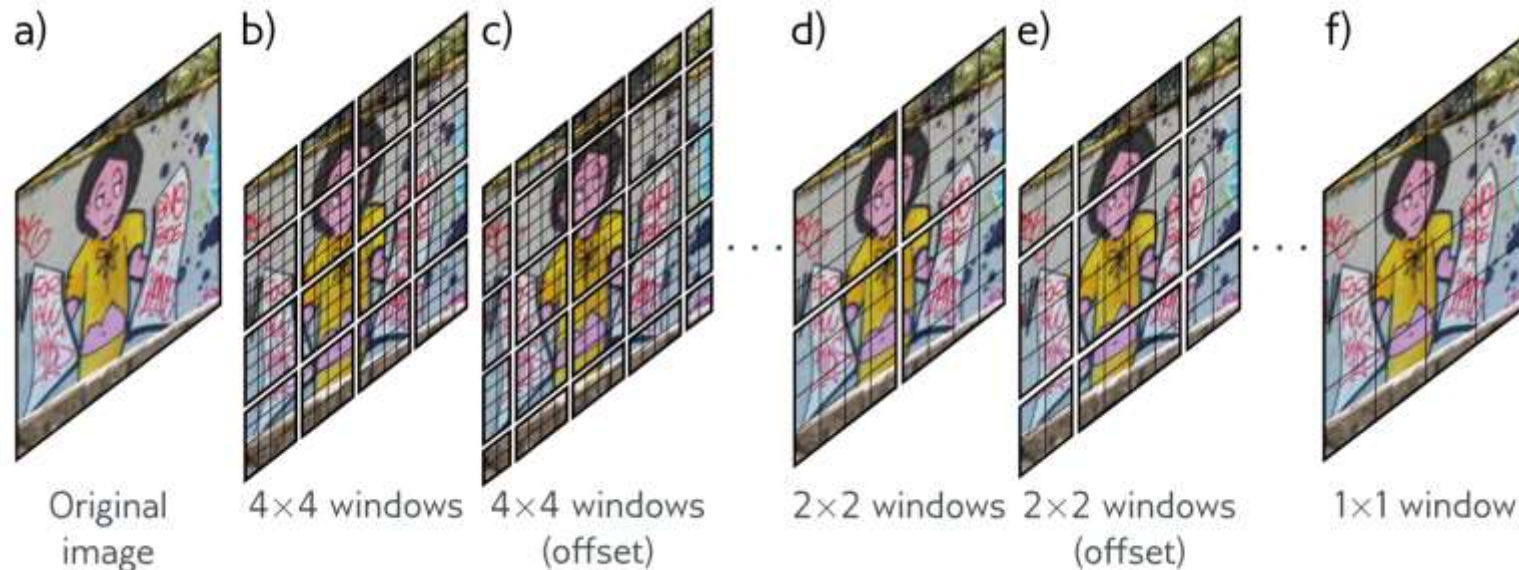 a)
b)
c)
d)
e)
f)
Original
image
4×4 windows
4×4 windows
(offset)
. . .
2×2 windows
2×2 windows
(offset)
. . .
1×1 window